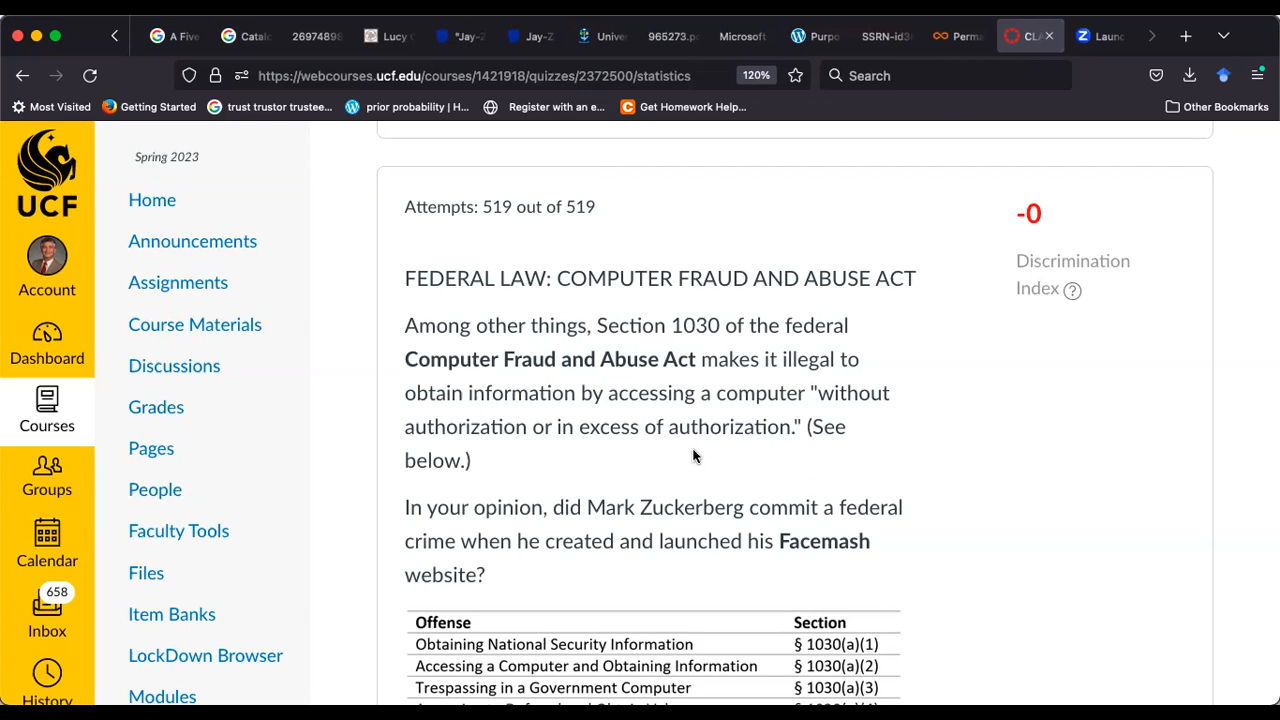 A Five
Catalo
26974898
Lucy C
"Jay-Z
Jay-Z
Unive
965273.pd
Microsoft
Purpo
SSRN-id3
Perma
CLA
Launc
https://webcourses.ucf.edu/courses/1421918/quizzes/2372500/statistics
120%
Search
Most Visited
Getting Started
trust trustor trustee...
prior probability | H...
Register with an e...
Get Homework Help...
Other Bookmarks
UCF
Account
Dashboard
Courses
Groups
Calendar
658
Inbox
History
Spring 2023
Home
Announcements
Assignments
Course Materials
Discussions
Grades
Pages
People
Faculty Tools
Files
Item Banks
LockDown Browser
Modules
Attempts: 519 out of 519
-0
Discrimination
Index ?
FEDERAL LAW: COMPUTER FRAUD AND ABUSE ACT
Among other things, Section 1030 of the federal
Computer Fraud and Abuse Act makes it illegal to
obtain information by accessing a computer "without
authorization or in excess of authorization." (See
below.)
In your opinion, did Mark Zuckerberg commit a federal
crime when he created and launched his Facemash
website?
Offense Section
Obtaining National Security Information § 1030(a)(1)
Accessing a Computer and Obtaining Information § 1030(a)(2)
Trespassing in a Government Computer § 1030(a)(3)